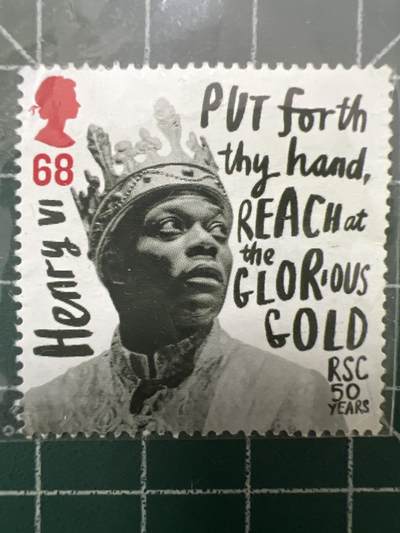 68
Henry VI
PUT forth
thy hand,
REACH at
the
GLORiOUS
GOLD
RSC
50
YEARS